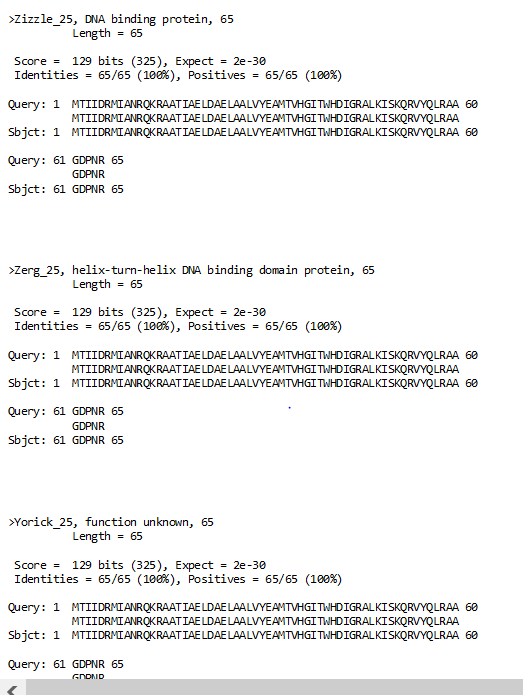 >Zizzle_25, DNA binding protein, 65
Length = 65
Score = 129 bits (325), Expect = 2e-30
Identities = 65/65 (100%), Positives = 65/65 (100%)
Query: 1 MTIIDRMIANRQKRAATIAELDAELAALVYEAMTVHGITWHDIGRALKISKQRVYQLRAA 60
MTIIDRMIANRQKRAATIAELDAELAALVYEAMTVHGITWHDIGRALKISKQRVYQLRAA
Sbjct: 1 MTIIDRMIANRQKRAATIAELDAELAALVYEAMTVHGITWHDIGRALKISKQRVYQLRAA 60
Query: 61 GDPNR 65
GDPNR
Sbjct: 61 GDPNR 65
>Zerg_25, helix-turn-helix DNA binding domain protein, 65
Length = 65
Score = 129 bits (325), Expect = 2e-30
Identities = 65/65 (100%), Positives = 65/65 (100%)
Query: 1 MTIIDRMIANRQKRAATIAELDAELAALVYEAMTVHGITWHDIGRALKISKQRVYQLRAA 60
MTIIDRMIANRQKRAATIAELDAELAALVYEAMTVHGITWHDIGRALKISKQRVYQLRAA
Sbjct: 1 MTIIDRMIANRQKRAATIAELDAELAALVYEAMTVHGITWHDIGRALKISKQRVYQLRAA 60
Query: 61 GDPNR 65
GDPNR
Sbjct: 61 GDPNR 65
>Yorick_25, function unknown, 65
Length = 65
Score = 129 bits (325), Expect = 2e-30
Identities = 65/65 (100%), Positives = 65/65 (100%)
Query: 1 MTIIDRMIANRQKRAATIAELDAELAALVYEAMTVHGITWHDIGRALKISKQRVYQLRAA 60
MTIIDRMIANRQKRAATIAELDAELAALVYEAMTVHGITWHDIGRALKISKQRVYQLRAA
Sbjct: 1 MTIIDRMIANRQKRAATIAELDAELAALVYEAMTVHGITWHDIGRALKISKQRVYQLRAA 60
Query: 61 GDPNR 65
GDPNR